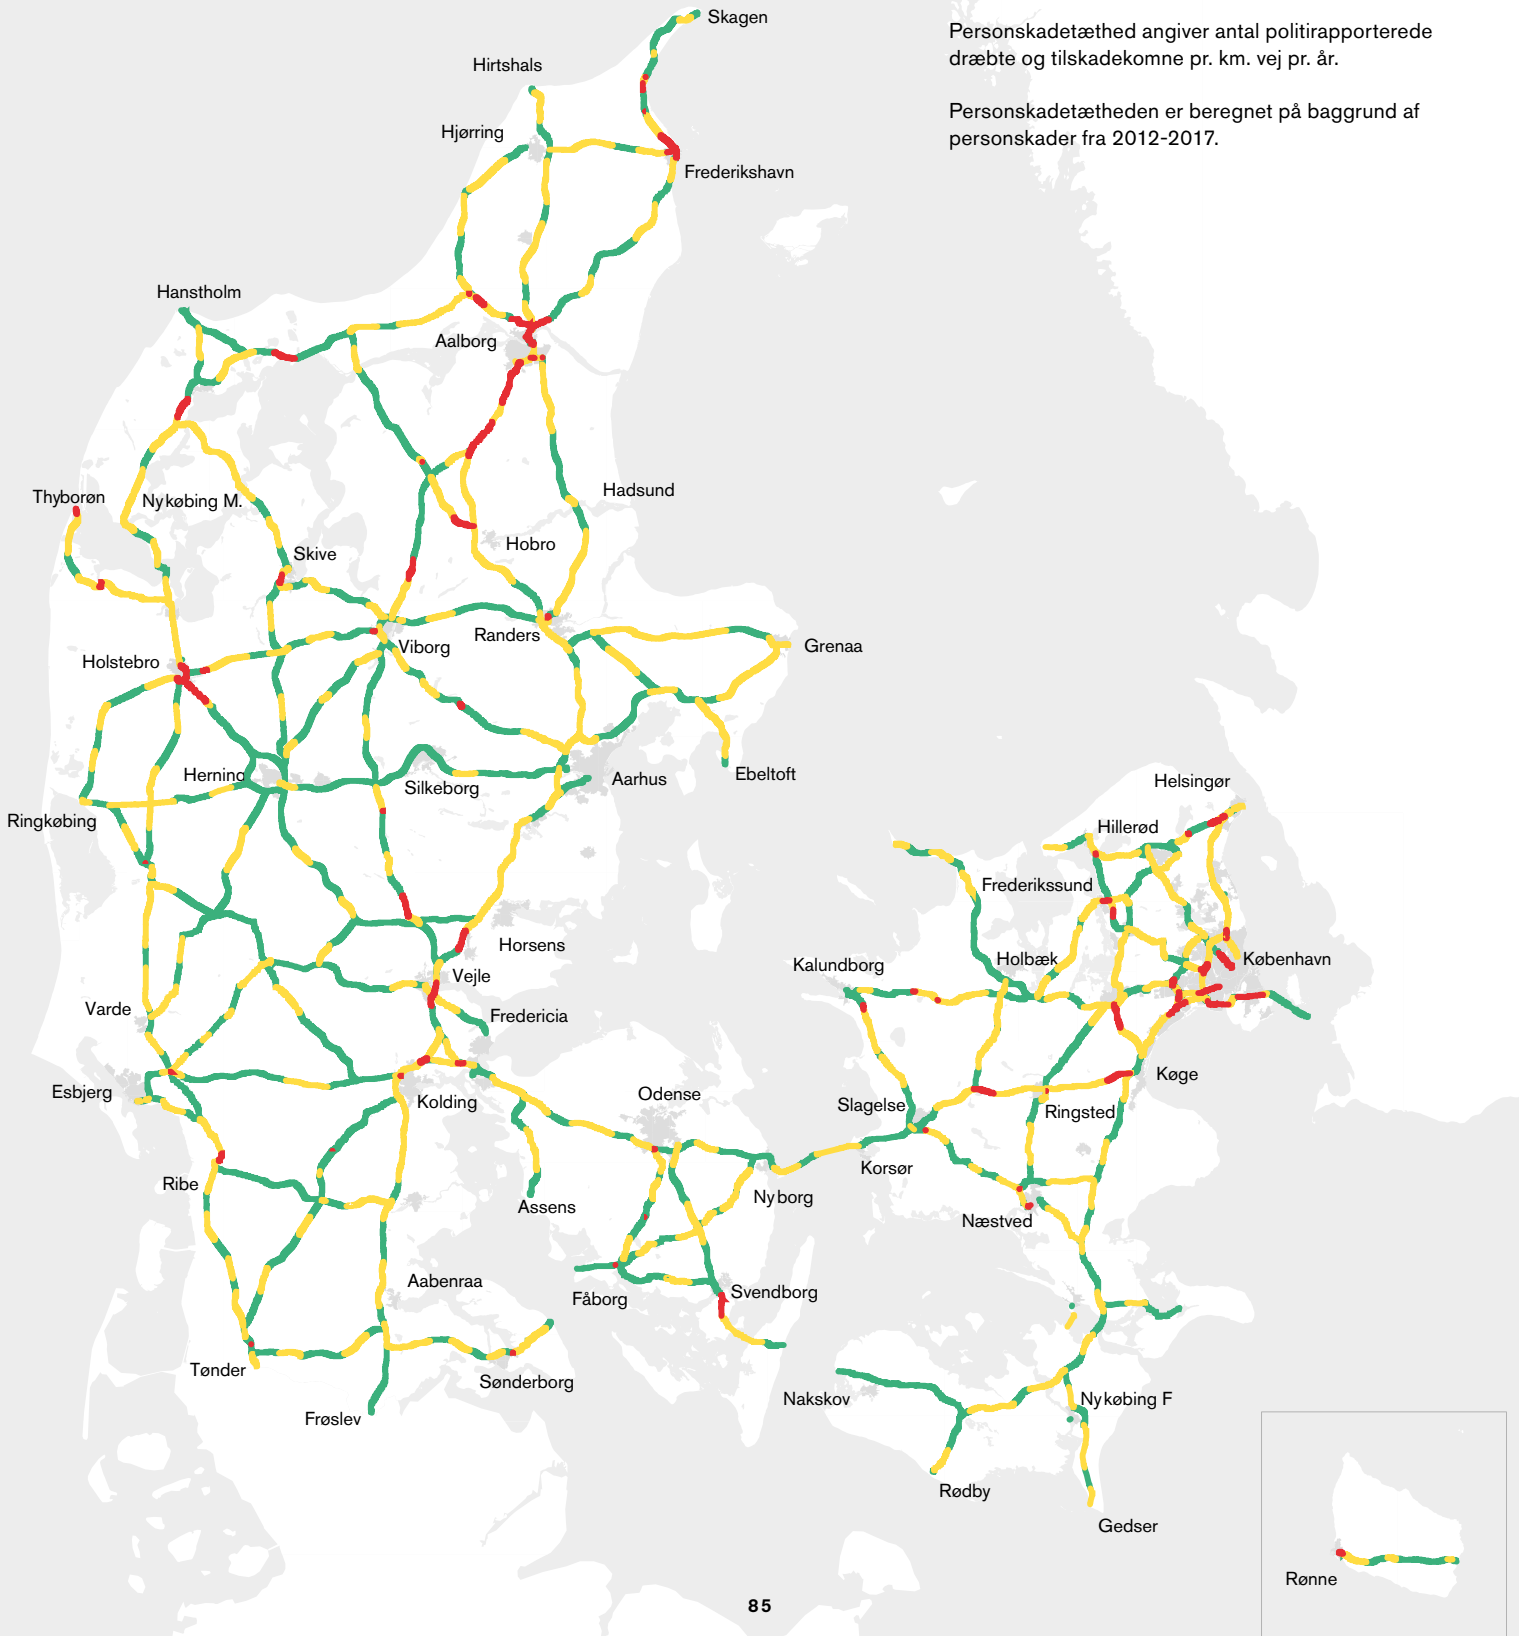 Skagen
Personskadetæthed angiver antal politirapporterede
dræbte og tilskadekomne pr. km. vej pr. år.
Personskadetætheden er beregnet på baggrund af
personskader fra 2012-2017.
Hirtshals
Hjørring
Frederikshavn
Hanstholm
Aalborg
Thyborøn
Nykøbing M.
Hadsund
Hobro
Skive
Randers
Viborg
Grenaa
Holstebro
Herning
Silkeborg
Aarhus
Ebeltoft
Helsingør
Ringkøbing
Hillerød
Frederikssund
Horsens
København
Holbæk
Kalundborg
Vejle
Varde
Fredericia
Køge
Esbjerg
Odense
Kolding
Slagelse
Ringsted
Korsør
Ribe
Nyborg
Assens
Næstved
Aabenraa
Svendborg
Fåborg
Tønder
Sønderborg
Nakskov
Nykøbing F
Frøslev
Rødby
Gedser
Rønne
85